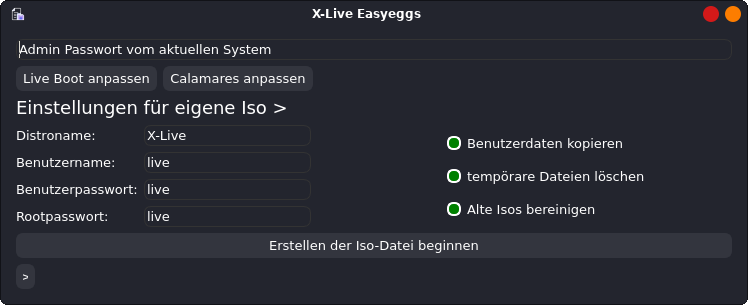 X-Live Easyeggs
Admin Passwort vom aktuellen System
Live Boot anpassen Calamares anpassen
Einstellungen für eigene Iso >
Distroname: X-Live
Benutzerdaten kopieren
Benutzername: live
tempörare Dateien löschen
Benutzerpasswort: live
Alte Isos bereinigen
Rootpasswort: live
Erstellen der Iso-Datei beginnen
>